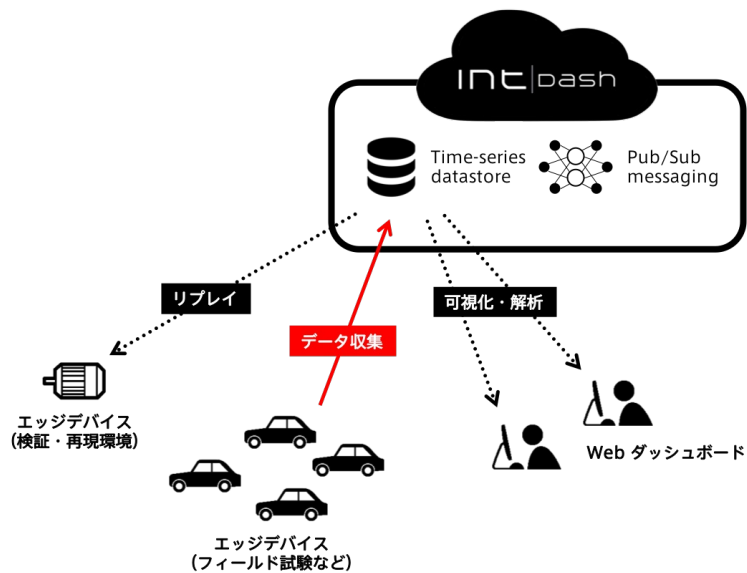 INT|DASH
Time-series
datastore
Pub/Sub
messaging
リプレイ
可視化・解析
データ収集
エッジデバイス
（検証・再現環境）
Web ダッシュボード
エッジデバイス
（フィールド試験など）